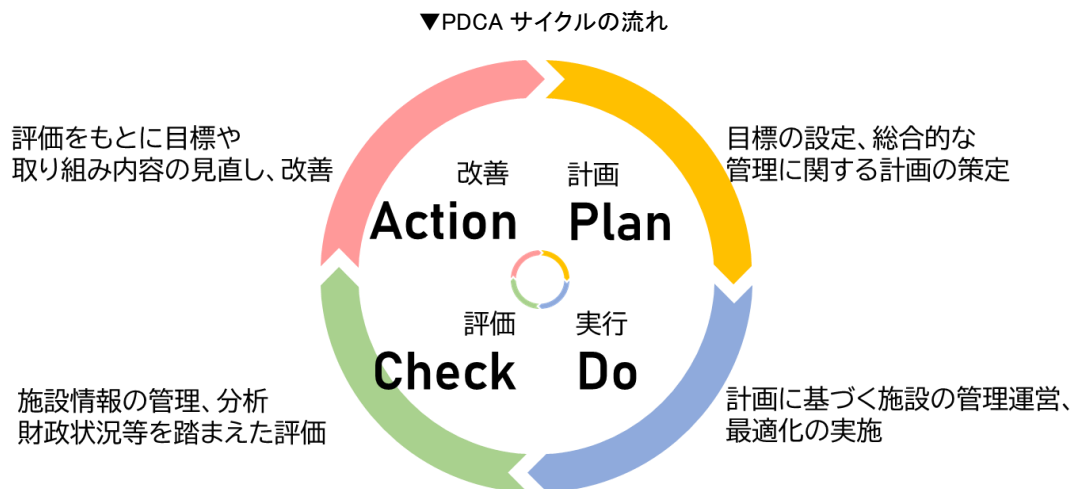 ▼PDCA サイクルの流れ
評価をもとに目標や
取り組み内容の見直し、改善
改善
Action
計画
Plan
目標の設定、総合的な
管理に関する計画の策定
評価
Check
実行
Do
施設情報の管理、分析
財政状況等を踏まえた評価
計画に基づく施設の管理運営、
最適化の実施